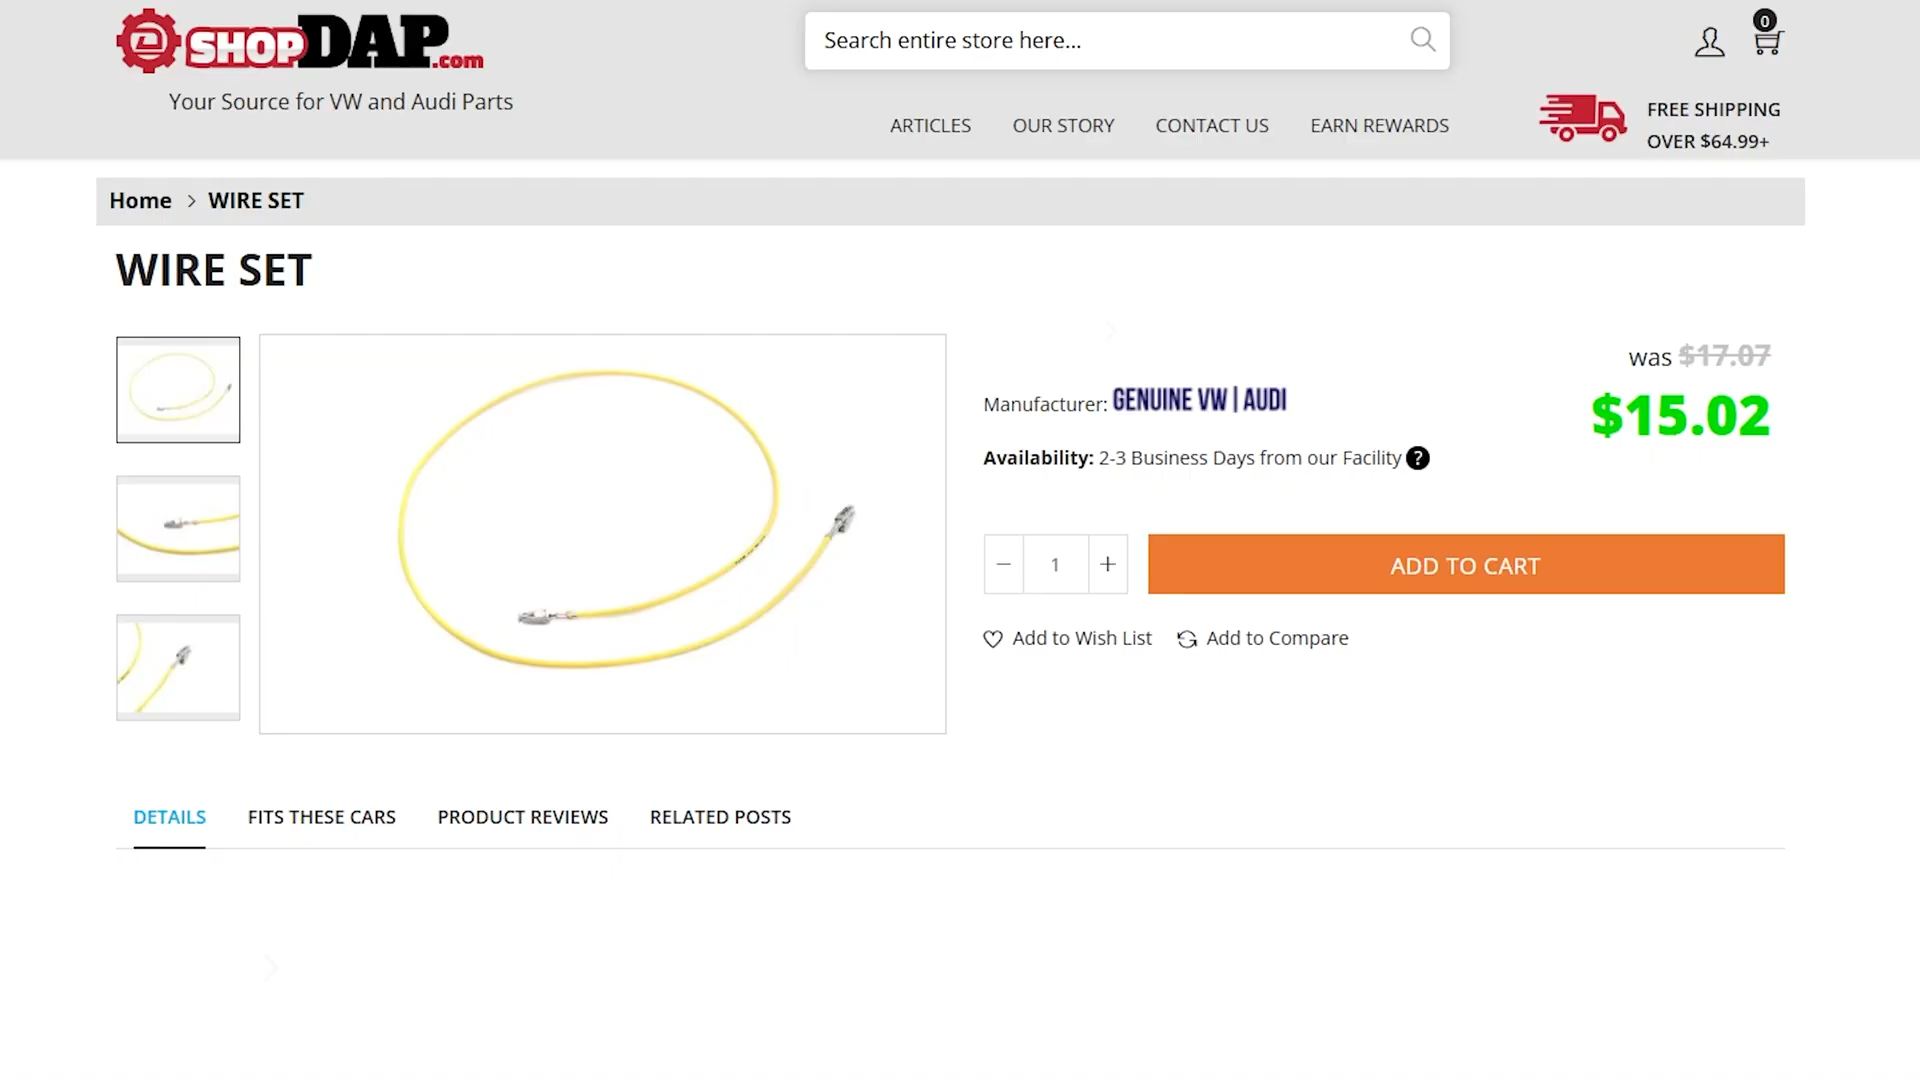 SHOPDAP.com
Your Source for VW and Audi Parts
Search entire store here...
0
ARTICLES OUR STORY CONTACT US EARN REWARDS
FREE SHIPPING
OVER $64.99+
Home > WIRE SET
WIRE SET
was $17.07
$15.02
Manufacturer: GENUINE VW | AUDI
Availability: 2-3 Business Days from our Facility ?
− 1 +
ADD TO CART
Add to Wish List Add to Compare
DETAILS FITS THESE CARS PRODUCT REVIEWS RELATED POSTS